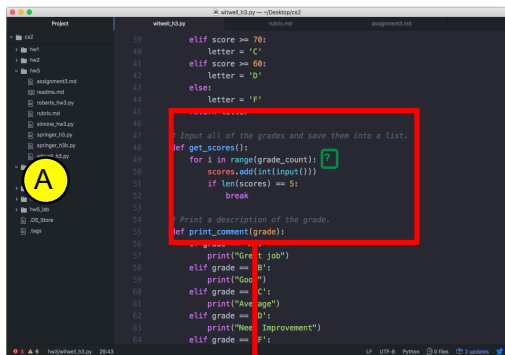 witwell_h3.py — ~/Desktop/cs2
Project
witwell_h3.py
rubric.md
assignment3.md
cs2
hw1
hw2
hw3
assignment.md
readme.md
roberts_hw3.py
rubric.md
simone_hw3.py
springer_h3.py
springer_h3b.py
A
hw5_lab
.DS_Store
.tags
39 elif score >= 70:
40 letter = 'C'
41 elif score >= 60:
42 letter = 'D'
43 else:
44 letter = 'F'
45
46
47 # Input all of the grades and save them into a list.
48 def get_scores():
49 for i in range(grade_count): ?
50 scores.add(int(input()))
51 if len(scores) == 5:
52 break
53
54 # Print a description of the grade.
55 def print_comment(grade):
56
57 print("Great job")
58 elif grade == 'B':
59 print("Good")
60 elif grade == 'C':
61 print("Average")
62 elif grade == 'D':
63 print("Need Improvement")
64 elif grade == 'F':
3 6 hw3/witwell_h3.py 29:43
LF UTF-8 Python 0 files 2 updates